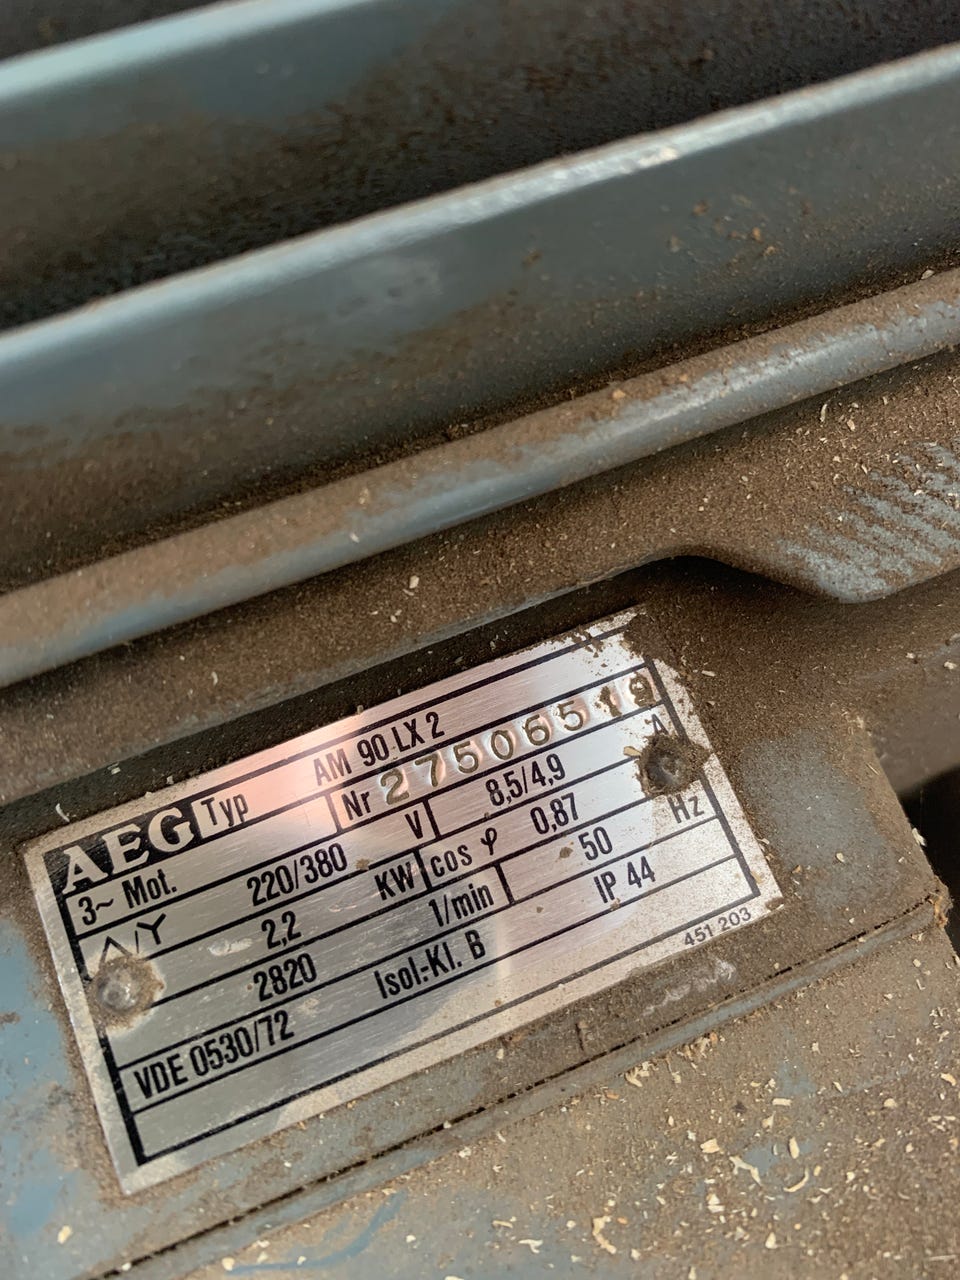 AEG Typ AM 90 LX 2
3~ Mot. Nr 27506519
△/Y 220/380 V 8,5/4,9 A
2,2 KW cos φ 0,87
2820 1/min 50 Hz
VDE 0530/72 Isol.-Kl. B IP 44
451 203